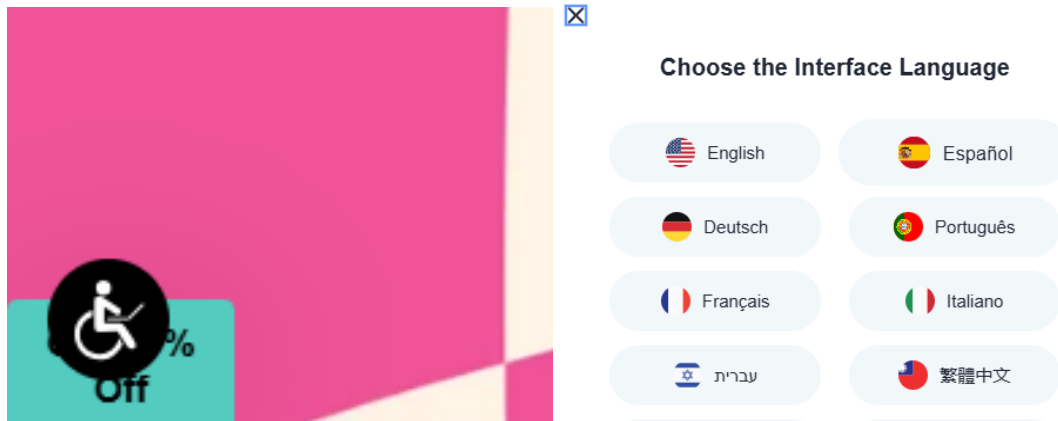 %
Off
Choose the Interface Language
English
Español
Deutsch
Português
Français
Italiano
עברית
繁體中文